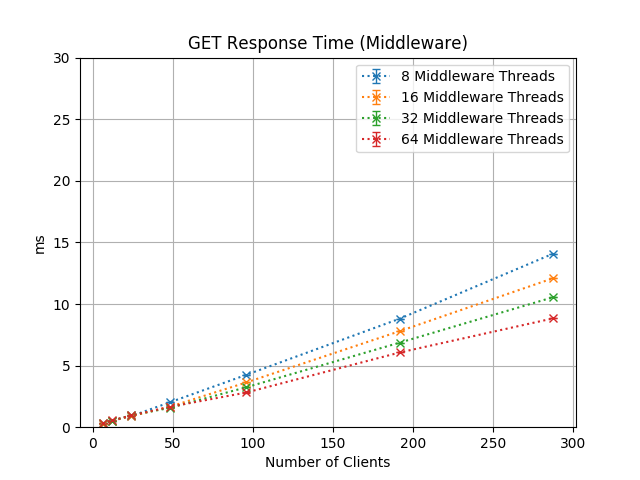 GET Response Time (Middleware)
30
25
20
15
10
5
0
ms
8 Middleware Threads
16 Middleware Threads
32 Middleware Threads
64 Middleware Threads
0 50 100 150 200 250 300
Number of Clients